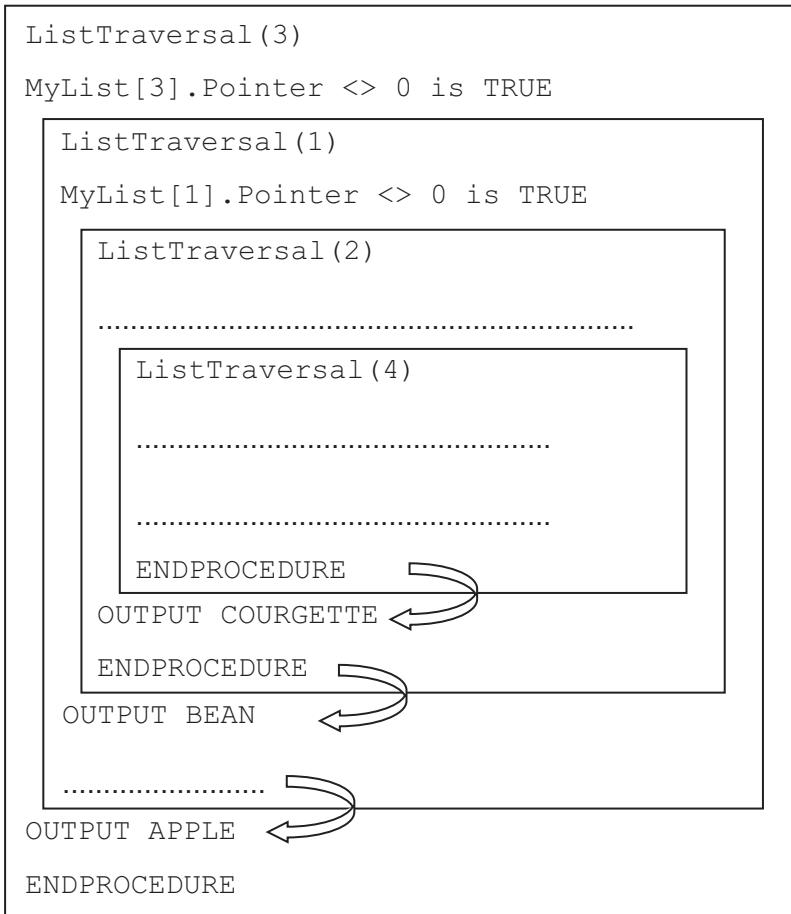 ListTraversal(3)
MyList[3].Pointer <> 0 is TRUE
ListTraversal(1)
MyList[1].Pointer <> 0 is TRUE
ListTraversal(2)
..................................................................
ListTraversal(4)
...................................................
...................................................
ENDPROCEDURE
OUTPUT COURGETTE
ENDPROCEDURE
OUTPUT BEAN
.........................
OUTPUT APPLE
ENDPROCEDURE